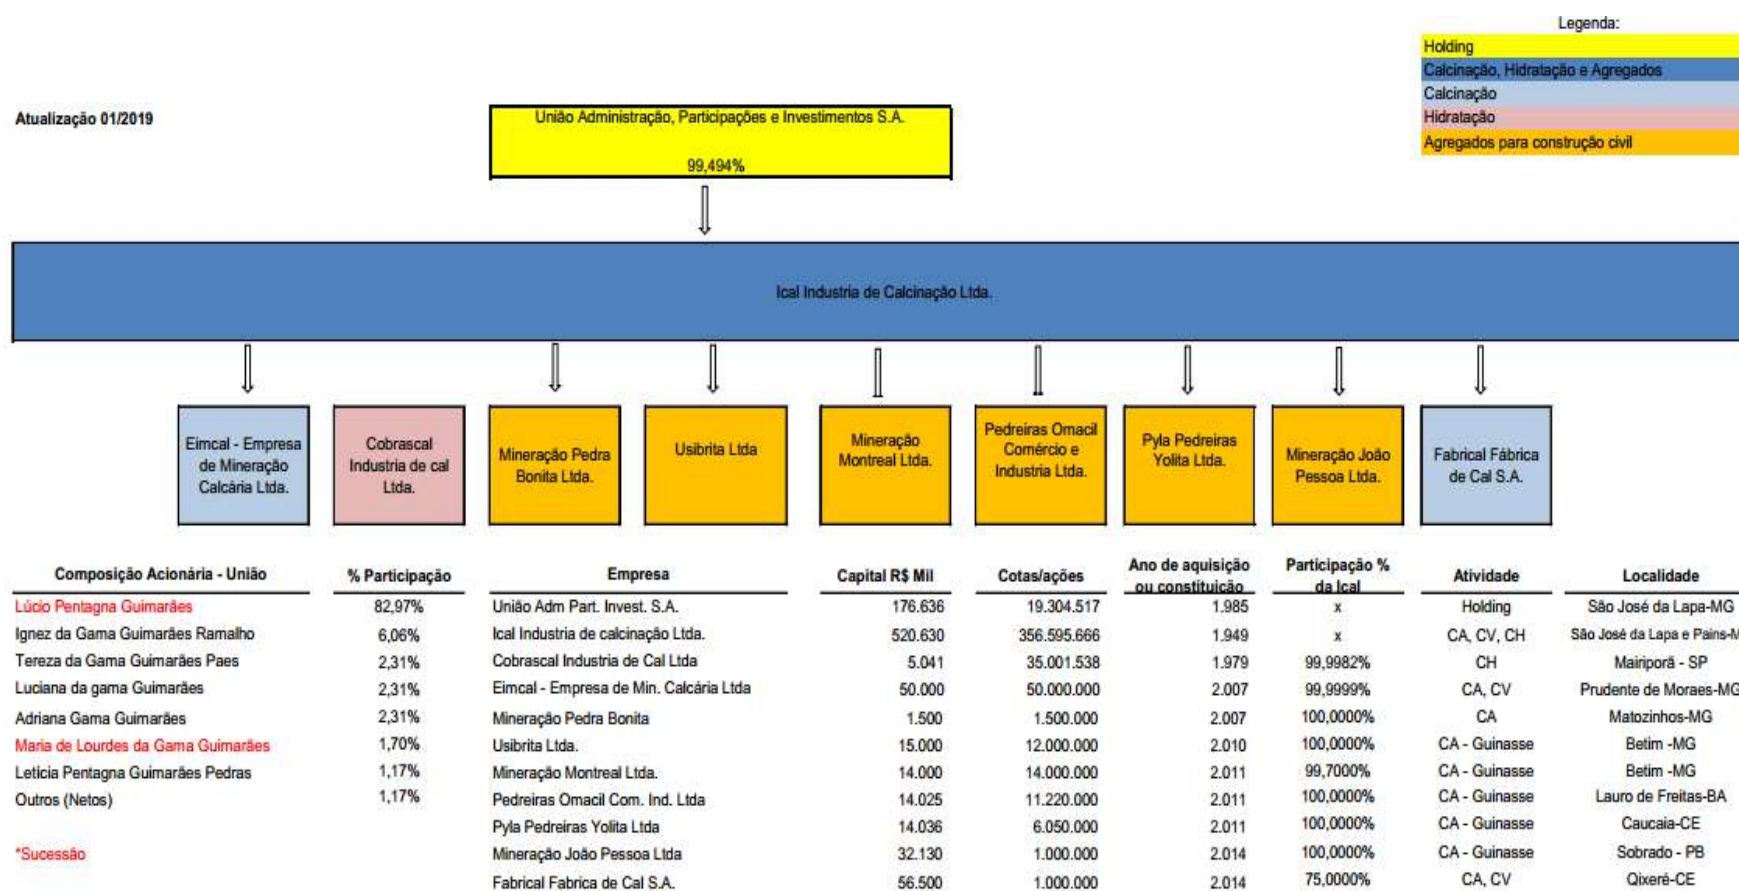 Legenda:
Holding
Calcinação, Hidratação e Agregados
Calcinação
Hidratação
Agregados para construção civil
Atualização 01/2019
União Administração, Participações e Investimentos S.A.
99,494%
Ical Industria de Calcinação Ltda.
Eimcal - Empresa
de Mineração
Calcária Ltda.
Cobrascal
Industria de cal
Ltda.
Mineração Pedra
Bonita Ltda.
Usibrita Ltda
Mineração
Montreal Ltda.
Pedreiras Omacil
Comércio e
Industria Ltda.
Pyla Pedreiras
Yolita Ltda.
Mineração João
Pessoa Ltda.
Fabrical Fábrica
de Cal S.A.
Composição Acionária - União % Participação
Lúcio Pentagna Guimarães 82,97%
Ignez da Gama Guimarães Ramalho 6,06%
Tereza da Gama Guimarães Paes 2,31%
Luciana da gama Guimarães 2,31%
Adriana Gama Guimarães 2,31%
Maria de Lourdes da Gama Guimarães 1,70%
Letícia Pentagna Guimarães Pedras 1,17%
Outros (Netos) 1,17%
*Sucessão
Empresa Capital R$ Mil Cotas/ações Ano de aquisição ou constituição Participação % da Ical Atividade Localidade
União Adm Part. Invest. S.A. 176.636 19.304.517 1.985 x Holding São José da Lapa-MG
Ical Industria de calcinação Ltda. 520.630 356.595.666 1.949 x CA, CV, CH São José da Lapa e Pains-M
Cobrascal Industria de Cal Ltda 5.041 35.001.538 1.979 99,9982% CH Mairiporã - SP
Eimcal - Empresa de Min. Calcária Ltda 50.000 50.000.000 2.007 99,9999% CA, CV Prudente de Moraes-MG
Mineração Pedra Bonita 1.500 1.500.000 2.007 100,0000% CA Matozinhos-MG
Usibrita Ltda. 15.000 12.000.000 2.010 100,0000% CA - Guinasse Betim -MG
Mineração Montreal Ltda. 14.000 14.000.000 2.011 99,7000% CA - Guinasse Betim -MG
Pedreiras Omacil Com. Ind. Ltda 14.025 11.220.000 2.011 100,0000% CA - Guinasse Lauro de Freitas-BA
Pyla Pedreiras Yolita Ltda 14.036 6.050.000 2.011 100,0000% CA - Guinasse Caucaia-CE
Mineração João Pessoa Ltda 32.130 1.000.000 2.014 100,0000% CA - Guinasse Sobrado - PB
Fabrical Fabrica de Cal S.A. 56.500 1.000.000 2.014 75,0000% CA, CV Qixeré-CE